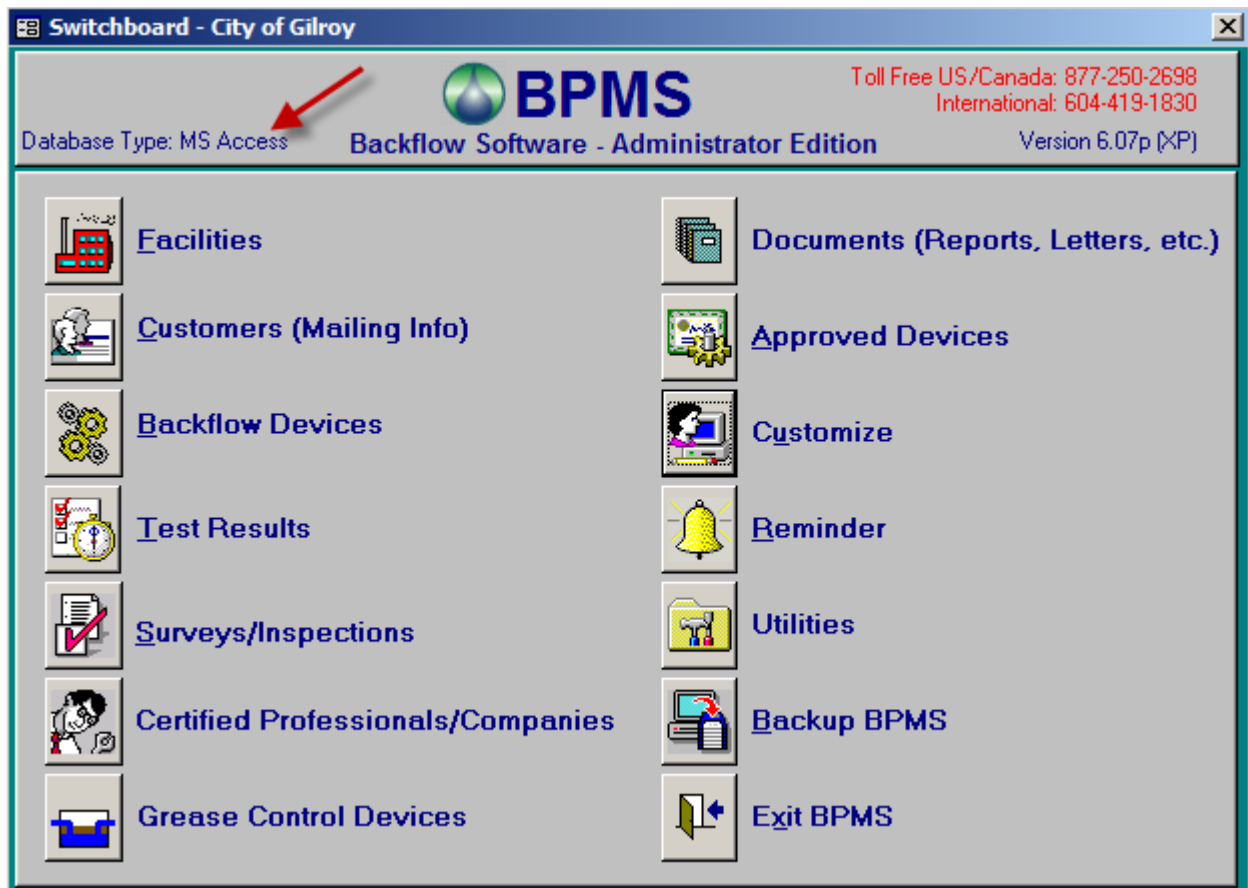 Switchboard - City of Gilroy
BPMS
Toll Free US/Canada: 877-250-2698
International: 604-419-1830
Database Type: MS Access
Backflow Software - Administrator Edition
Version 6.07p (XP)
Facilities
Documents (Reports, Letters, etc.)
Customers (Mailing Info)
Approved Devices
Backflow Devices
Customize
Test Results
Reminder
Surveys/Inspections
Utilities
Certified Professionals/Companies
Backup BPMS
Grease Control Devices
Exit BPMS